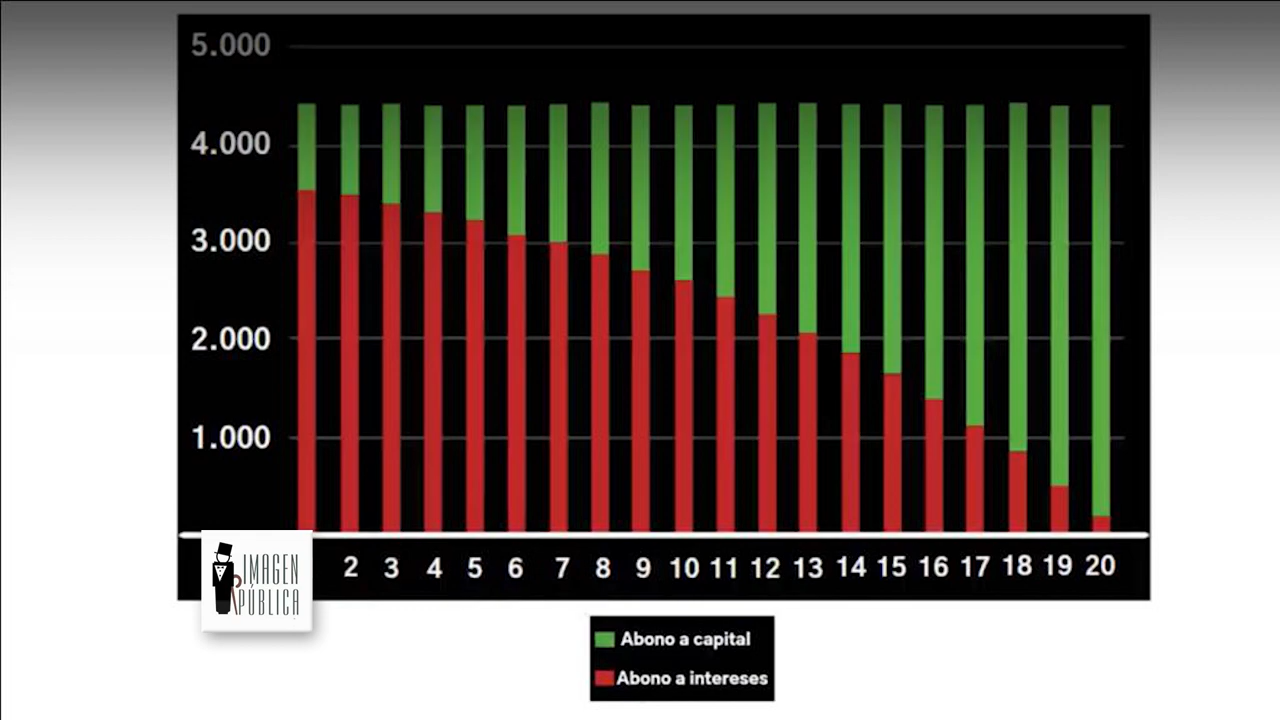 5.000
4.000
3.000
2.000
1.000
2 3 4 5 6 7 8 9 10 11 12 13 14 15 16 17 18 19 20
IMAGEN
PÚBLICA
Abono a capital
Abono a intereses